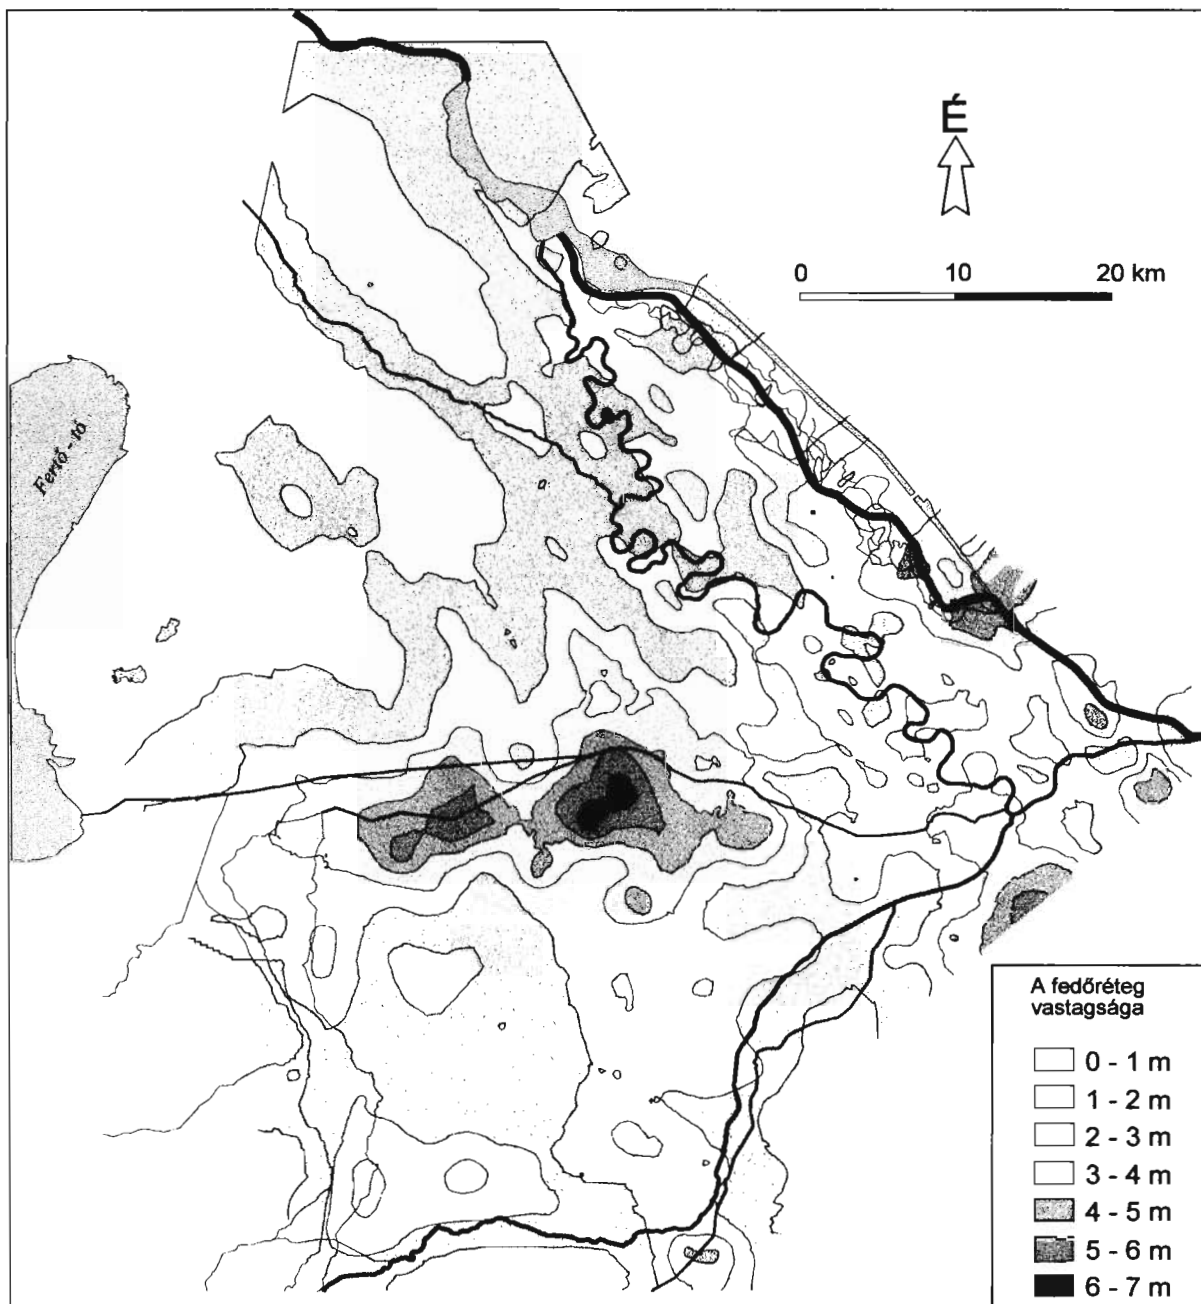 É
0 10 20 km
Fertő - tó
A fedőréteg
vastagsága
0 - 1 m
1 - 2 m
2 - 3 m
3 - 4 m
4 - 5 m
5 - 6 m
6 - 7 m